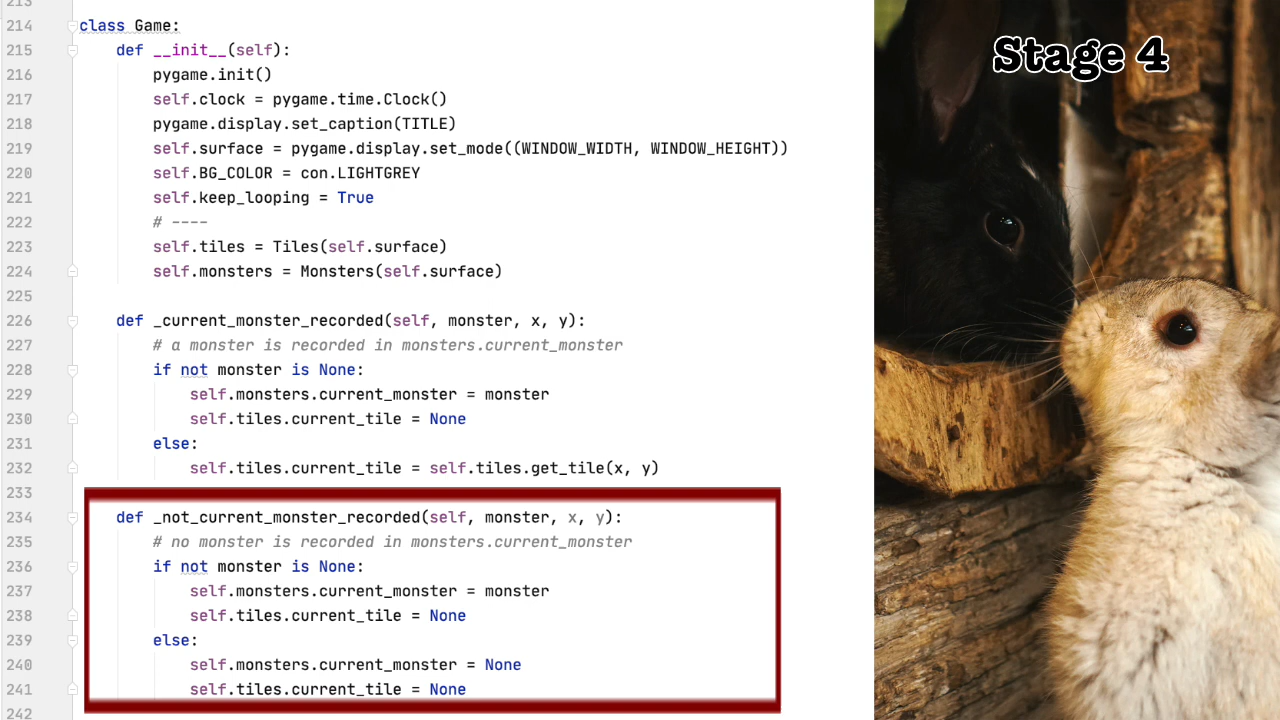 213
214 class Game:
215 def __init__(self):
216 pygame.init()
217 self.clock = pygame.time.Clock()
218 pygame.display.set_caption(TITLE)
219 self.surface = pygame.display.set_mode((WINDOW_WIDTH, WINDOW_HEIGHT))
220 self.BG_COLOR = con.LIGHTGREY
221 self.keep_looping = True
222 # ----
223 self.tiles = Tiles(self.surface)
224 self.monsters = Monsters(self.surface)
225
226 def _current_monster_recorded(self, monster, x, y):
227 # a monster is recorded in monsters.current_monster
228 if not monster is None:
229 self.monsters.current_monster = monster
230 self.tiles.current_tile = None
231 else:
232 self.tiles.current_tile = self.tiles.get_tile(x, y)
233
234 def _not_current_monster_recorded(self, monster, x, y):
235 # no monster is recorded in monsters.current_monster
236 if not monster is None:
237 self.monsters.current_monster = monster
238 self.tiles.current_tile = None
239 else:
240 self.monsters.current_monster = None
241 self.tiles.current_tile = None
242
Stage 4